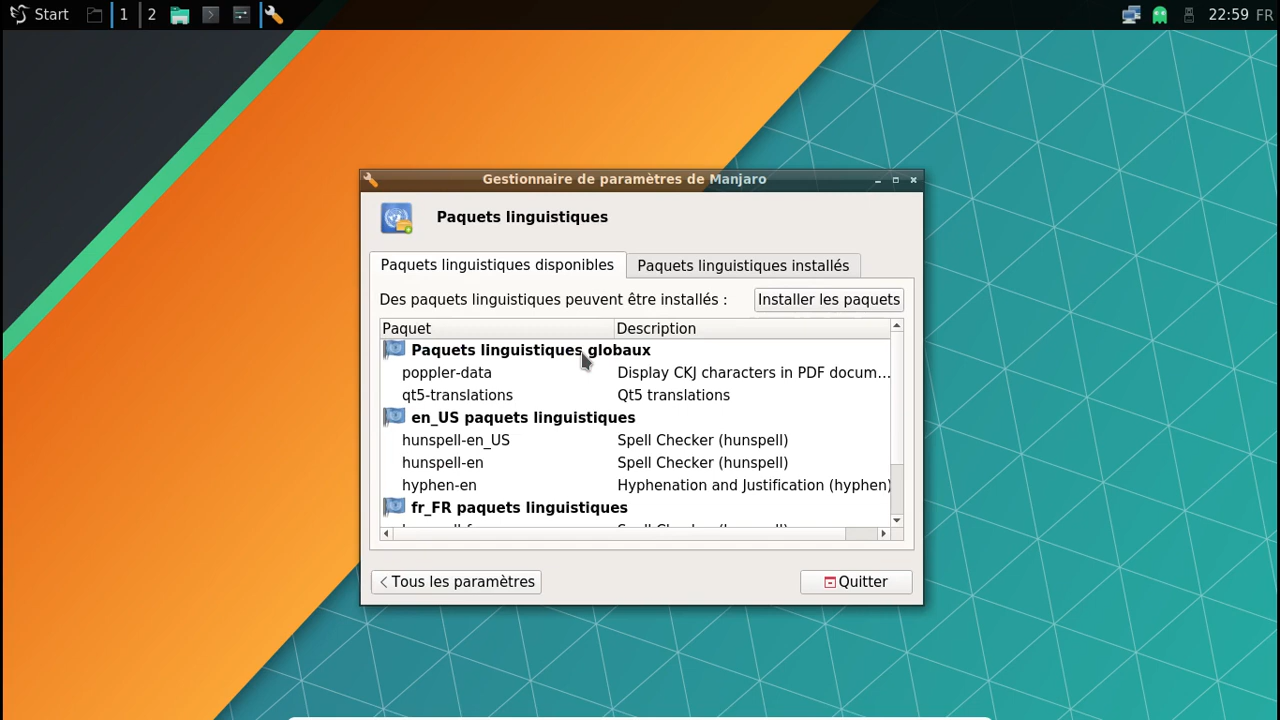 Start 1 2 22:59 FR
Gestionnaire de paramètres de Manjaro
Paquets linguistiques
Paquets linguistiques disponibles Paquets linguistiques installés
Des paquets linguistiques peuvent être installés : Installer les paquets
Paquet Description
Paquets linguistiques globaux
poppler-data Display CKJ characters in PDF docum...
qt5-translations Qt5 translations
en_US paquets linguistiques
hunspell-en_US Spell Checker (hunspell)
hunspell-en Spell Checker (hunspell)
hyphen-en Hyphenation and Justification (hyphen)
fr_FR paquets linguistiques
Tous les paramètres Quitter